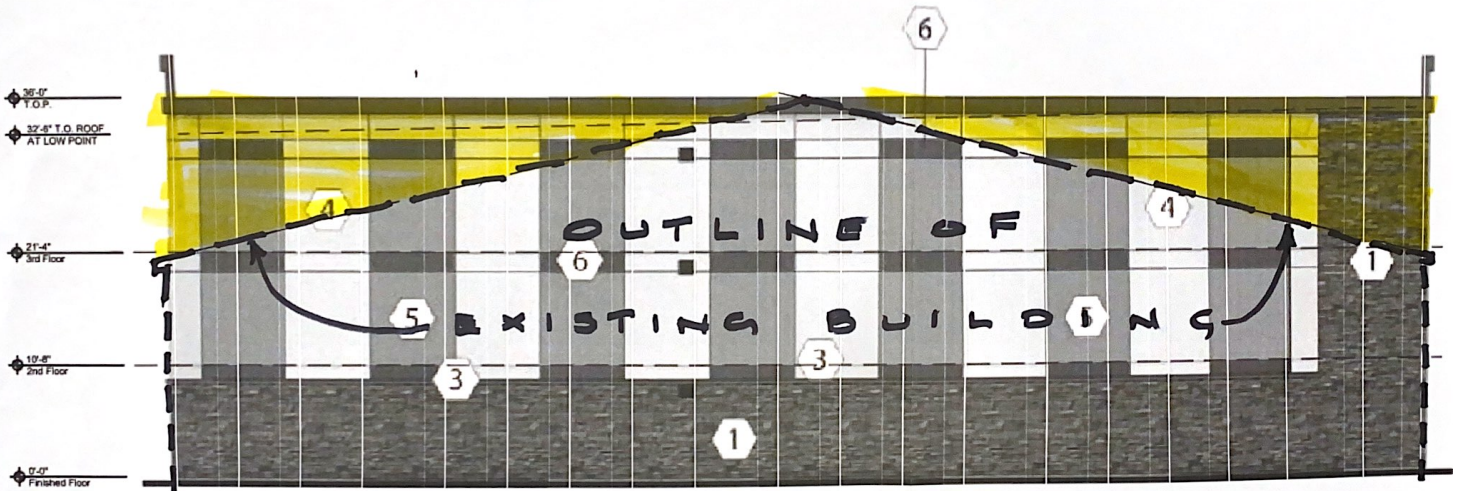 6
36'-0"
T.O.P.
32'-6" T.O. ROOF
AT LOW POINT
4
4
OUTLINE OF
21'-4"
3rd Floor
6
1
5
EXISTING BUILDING
10'-8"
2nd Floor
3
3
1
0'-0"
Finished Floor